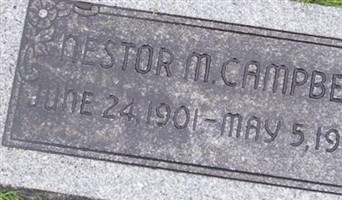 NESTOR M. CAMPBE
JUNE 24, 1901 – MAY 5, 19